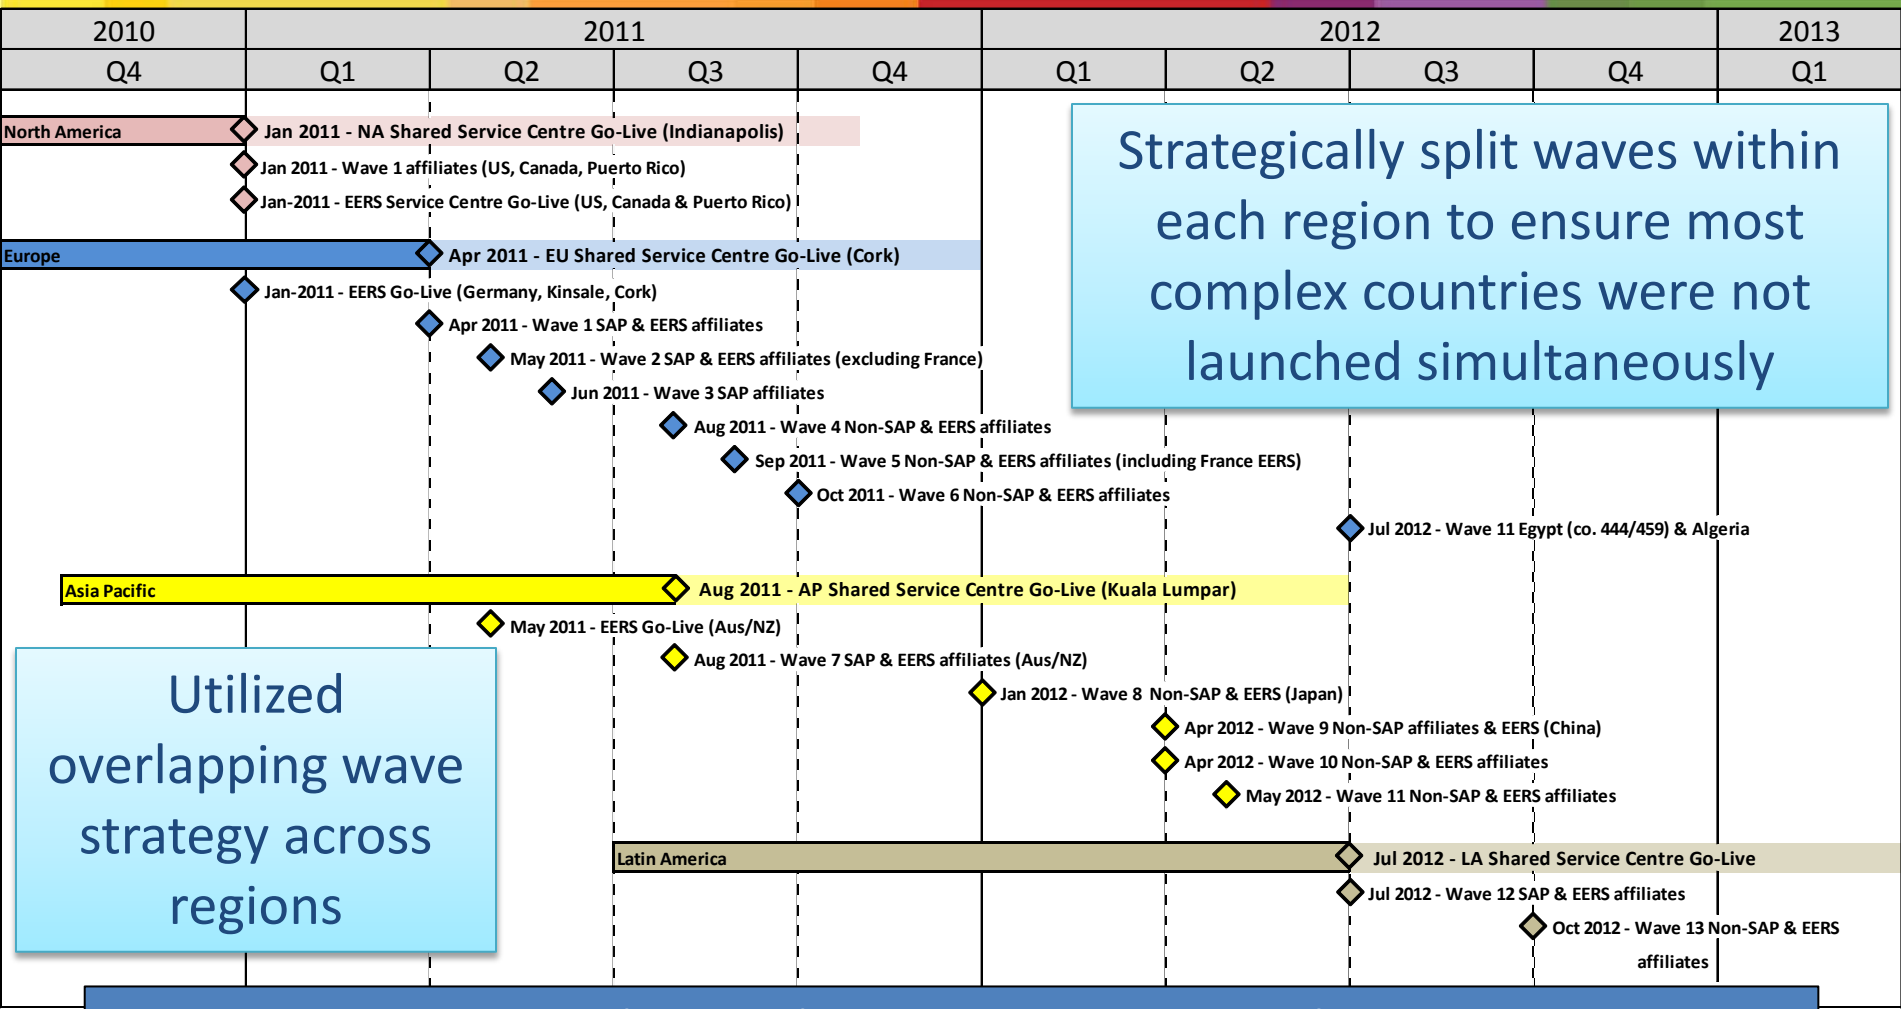 2010 2011 2012 2013
Q4 Q1 Q2 Q3 Q4 Q1 Q2 Q3 Q4 Q1
North America Jan 2011 - NA Shared Service Centre Go-Live (Indianapolis)
Jan 2011 - Wave 1 affiliates (US, Canada, Puerto Rico)
Jan-2011 - EERS Service Centre Go-Live (US, Canada & Puerto Rico)
Strategically split waves within
each region to ensure most
complex countries were not
launched simultaneously
Europe Apr 2011 - EU Shared Service Centre Go-Live (Cork)
Jan-2011 - EERS Go-Live (Germany, Kinsale, Cork)
Apr 2011 - Wave 1 SAP & EERS affiliates
May 2011 - Wave 2 SAP & EERS affiliates (excluding France)
Jun 2011 - Wave 3 SAP affiliates
Aug 2011 - Wave 4 Non-SAP & EERS affiliates
Sep 2011 - Wave 5 Non-SAP & EERS affiliates (including France EERS)
Oct 2011 - Wave 6 Non-SAP & EERS affiliates
Jul 2012 - Wave 11 Egypt (co. 444/459) & Algeria
Asia Pacific Aug 2011 - AP Shared Service Centre Go-Live (Kuala Lumpar)
May 2011 - EERS Go-Live (Aus/NZ)
Aug 2011 - Wave 7 SAP & EERS affiliates (Aus/NZ)
Jan 2012 - Wave 8 Non-SAP & EERS (Japan)
Apr 2012 - Wave 9 Non-SAP affiliates & EERS (China)
Apr 2012 - Wave 10 Non-SAP & EERS affiliates
May 2012 - Wave 11 Non-SAP & EERS affiliates
Utilized
overlapping wave
strategy across
regions
Latin America Jul 2012 - LA Shared Service Centre Go-Live
Jul 2012 - Wave 12 SAP & EERS affiliates
Oct 2012 - Wave 13 Non-SAP & EERS
affiliates